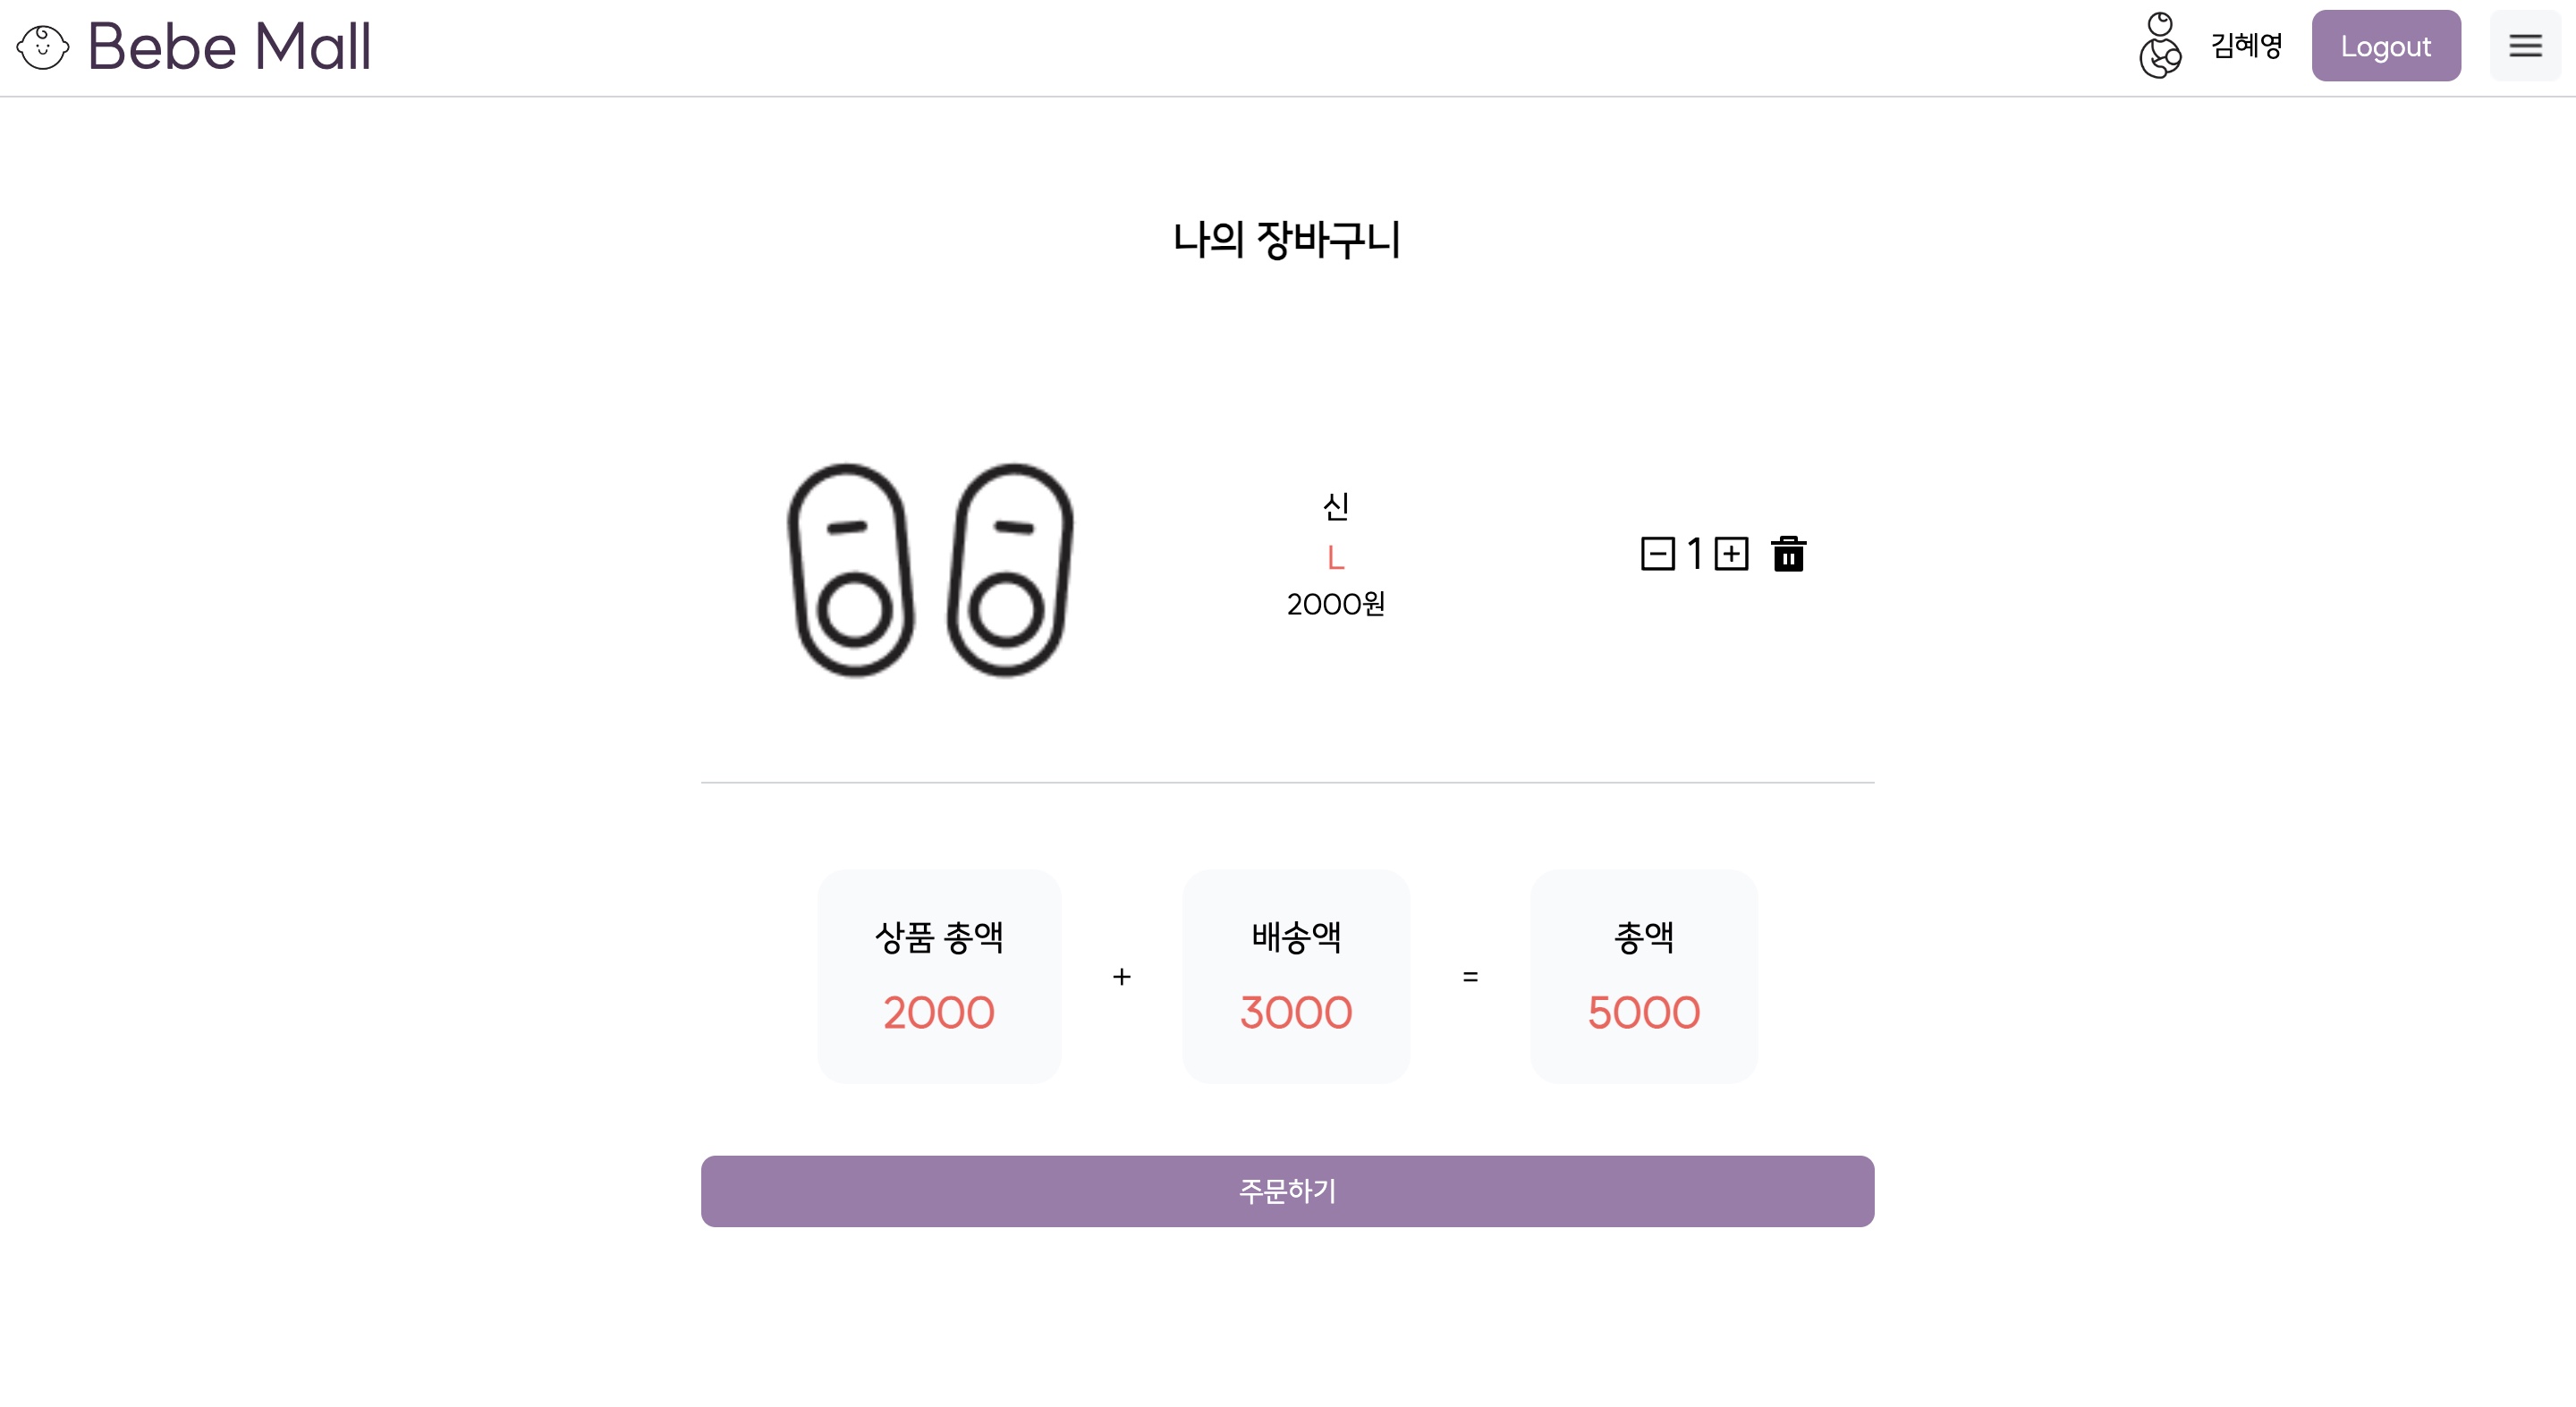 Bebe Mall
김혜영
Logout
나의 장바구니
신
L
2000원
1
상품 총액
2000
+
배송액
3000
=
총액
5000
주문하기